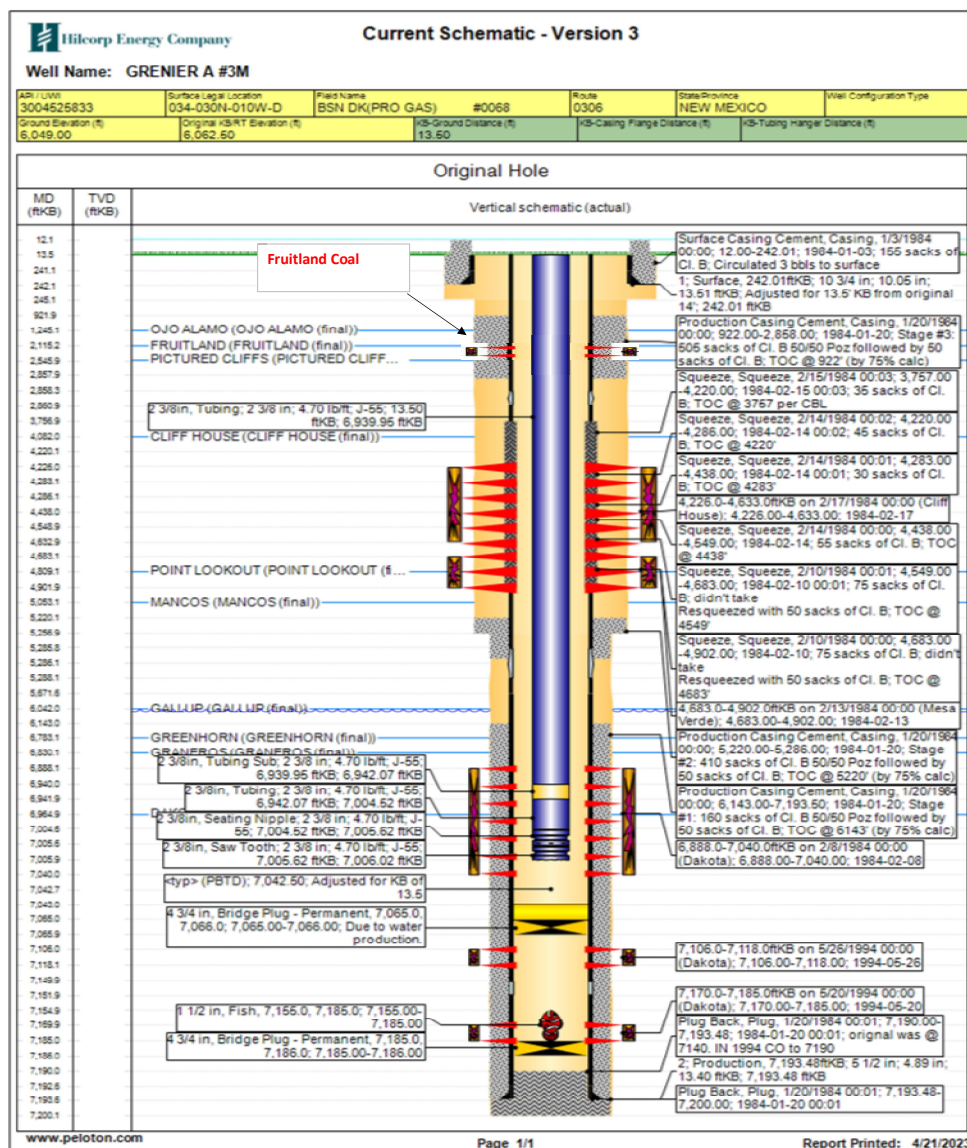 Hilcorp Energy Company
Current Schematic - Version 3
Well Name: GRENIER A #3M
API / UWI
3004525833
Surface Legal Location
034-030N-010W-D
Field Name
BSN DK(PRO GAS) #0068
Route
0306
State/Province
NEW MEXICO
Well Configuration Type
Ground Elevation (ft)
6,049.00
Original KB/RT Elevation (ft)
6,062.50
KB-Ground Distance (ft)
13.50
KB-Casing Flange Distance (ft)
KB-Tubing Hanger Distance (ft)
Original Hole
MD
(ftKB)
TVD
(ftKB)
Vertical schematic (actual)
12.1
13.5
241.1
242.1
245.1
921.9
1,245.1
2,115.2
2,545.9
2,857.9
2,858.3
2,860.9
3,756.9
4,082.0
4,220.1
4,226.0
4,283.1
4,286.1
4,438.0
4,548.9
4,632.9
4,683.1
4,809.1
4,901.9
5,053.1
5,220.1
5,256.9
5,285.8
5,286.1
5,288.1
5,671.6
6,042.0
6,143.0
6,783.1
6,830.1
6,888.1
6,940.0
6,941.9
6,964.9
7,004.6
7,005.6
7,005.9
7,040.0
7,042.7
7,043.0
7,065.0
7,065.9
7,106.0
7,118.1
7,149.9
7,151.9
7,154.9
7,169.9
7,185.0
7,186.0
7,190.0
7,192.6
7,193.6
7,200.1
Fruitland Coal
OJO ALAMO (OJO ALAMO (final))
FRUITLAND (FRUITLAND (final))
PICTURED CLIFFS (PICTURED CLIFF...
2 3/8in, Tubing; 2 3/8 in; 4.70 lb/ft; J-55; 13.50
ftKB; 6,939.95 ftKB
CLIFF HOUSE (CLIFF HOUSE (final))
POINT LOOKOUT (POINT LOOKOUT (fi...
MANCOS (MANCOS (final))
GALLUP (GALLUP (final))
GREENHORN (GREENHORN (final))
GRANEROS (GRANEROS (final))
2 3/8in, Tubing Sub; 2 3/8 in; 4.70 lb/ft; J-55;
6,939.95 ftKB; 6,942.07 ftKB
2 3/8in, Tubing; 2 3/8 in; 4.70 lb/ft; J-55;
6,942.07 ftKB; 7,004.52 ftKB
2 3/8in, Seating Nipple; 2 3/8 in; 4.70 lb/ft; J-
55; 7,004.52 ftKB; 7,005.62 ftKB
2 3/8in, Saw Tooth; 2 3/8 in; 4.70 lb/ft; J-55;
7,005.62 ftKB; 7,006.02 ftKB
<typ> (PBTD); 7,042.50; Adjusted for KB of
13.5
4 3/4 in, Bridge Plug - Permanent, 7,065.0,
7,066.0; 7,065.00-7,066.00; Due to water
production.
1 1/2 in, Fish, 7,155.0, 7,185.0; 7,155.00-
7,185.00
4 3/4 in, Bridge Plug - Permanent, 7,185.0,
7,186.0; 7,185.00-7,186.00
Surface Casing Cement, Casing, 1/3/1984
00:00; 12.00-242.01; 1984-01-03; 155 sacks of
Cl. B; Circulated 3 bbls to surface
1; Surface, 242.01ftKB; 10 3/4 in; 10.05 in;
13.51 ftKB; Adjusted for 13.5' KB from original
14'; 242.01 ftKB
Production Casing Cement, Casing, 1/20/1984
00:00; 922.00-2,858.00; 1984-01-20; Stage #3:
505 sacks of Cl. B 50/50 Poz followed by 50
sacks of Cl. B; TOC @ 922' (by 75% calc)
Squeeze, Squeeze, 2/15/1984 00:03; 3,757.00
-4,220.00; 1984-02-15 00:03; 35 sacks of Cl.
B; TOC @ 3757 per CBL
Squeeze, Squeeze, 2/14/1984 00:02; 4,220.00
-4,286.00; 1984-02-14 00:02; 45 sacks of Cl.
B; TOC @ 4220'
Squeeze, Squeeze, 2/14/1984 00:01; 4,283.00
-4,438.00; 1984-02-14 00:01; 30 sacks of Cl.
B; TOC @ 4283'
4,226.0-4,633.0ftKB on 2/17/1984 00:00 (Cliff
House); 4,226.00-4,633.00; 1984-02-17
Squeeze, Squeeze, 2/14/1984 00:00; 4,438.00
-4,549.00; 1984-02-14; 55 sacks of Cl. B; TOC
@ 4438'
Squeeze, Squeeze, 2/10/1984 00:01; 4,549.00
-4,683.00; 1984-02-10 00:01; 75 sacks of Cl.
B; didn't take
Resqueezed with 50 sacks of Cl. B; TOC @
4549'
Squeeze, Squeeze, 2/10/1984 00:00; 4,683.00
-4,902.00; 1984-02-10; 75 sacks of Cl. B; didn't
take
Resqueezed with 50 sacks of Cl. B; TOC @
4683'
4,683.0-4,902.0ftKB on 2/13/1984 00:00 (Mesa
Verde); 4,683.00-4,902.00; 1984-02-13
Production Casing Cement, Casing, 1/20/1984
00:00; 5,220.00-5,286.00; 1984-01-20; Stage
#2: 410 sacks of Cl. B 50/50 Poz followed by
50 sacks of Cl. B; TOC @ 5220' (by 75% calc)
Production Casing Cement, Casing, 1/20/1984
00:00; 6,143.00-7,193.50; 1984-01-20; Stage
#1: 160 sacks of Cl. B 50/50 Poz followed by
50 sacks of Cl. B; TOC @ 6143' (by 75% calc)
6,888.0-7,040.0ftKB on 2/8/1984 00:00
(Dakota); 6,888.00-7,040.00; 1984-02-08
7,106.0-7,118.0ftKB on 5/26/1994 00:00
(Dakota); 7,106.00-7,118.00; 1994-05-26
7,170.0-7,185.0ftKB on 5/20/1994 00:00
(Dakota); 7,170.00-7,185.00; 1994-05-20
Plug Back, Plug, 1/20/1984 00:01; 7,190.00-
7,193.48; 1984-01-20 00:01; orignal was @
7140. IN 1994 CO to 7190
2; Production, 7,193.48ftKB; 5 1/2 in; 4.89 in;
13.40 ftKB; 7,193.48 ftKB
Plug Back, Plug, 1/20/1984 00:01; 7,193.48-
7,200.00; 1984-01-20 00:01
www.peloton.com
Page 1/1
Report Printed: 4/21/2023